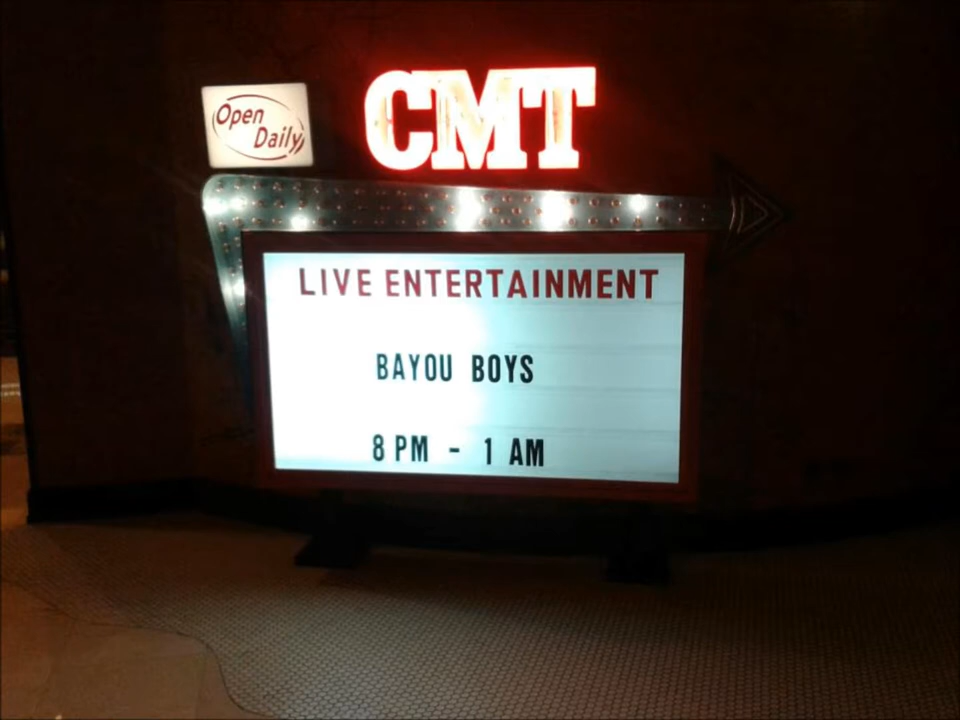 CMT
Open
Daily
LIVE ENTERTAINMENT
BAYOU BOYS
8 PM - 1 AM